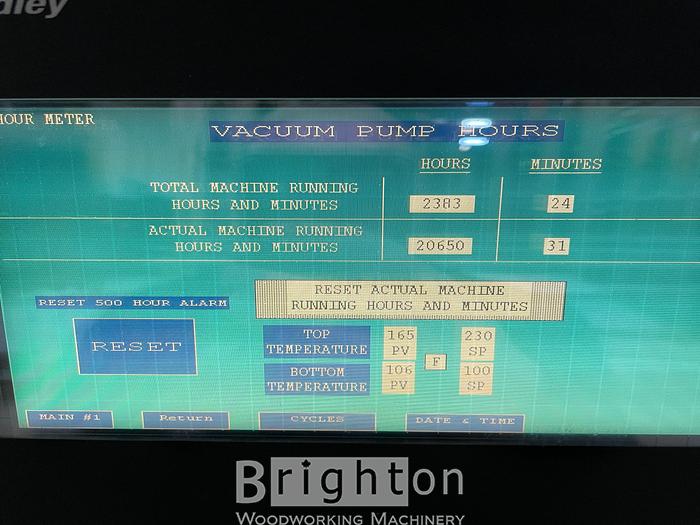 dley
HOUR METER
VACUUM PUMP HOURS
HOURS MINUTES
TOTAL MACHINE RUNNING
HOURS AND MINUTES 2383 24
ACTUAL MACHINE RUNNING
HOURS AND MINUTES 20650 31
RESET ACTUAL MACHINE
RUNNING HOURS AND MINUTES
RESET 500 HOUR ALARM
RESET
TOP
TEMPERATURE
165
PV
230
SP
F
BOTTOM
TEMPERATURE
106
PV
100
SP
MAIN #1 Return CYCLES DATE & TIME
Brighton
WOODWORKING MACHINERY